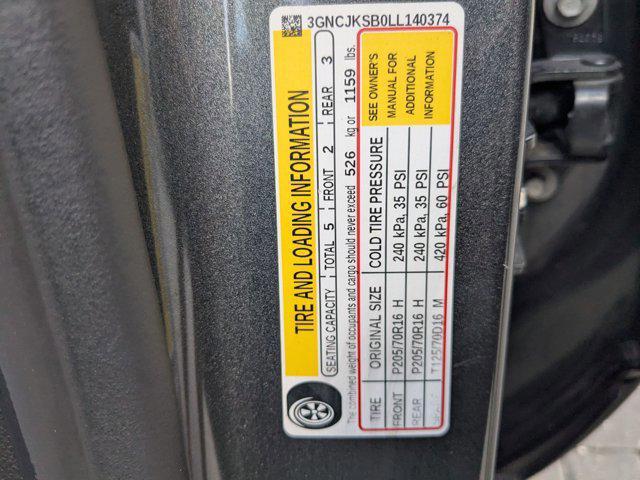 3GNCJKSB0LL140374
TIRE AND LOADING INFORMATION
SEATING CAPACITY TOTAL 5 FRONT 2 REAR 3
The combined weight of occupants and cargo should never exceed 526 kg or 1159 lbs.
TIRE ORIGINAL SIZE COLD TIRE PRESSURE SEE OWNER'S
FRONT P205/70R16 H 240 kPa, 35 PSI MANUAL FOR
REAR P205/70R16 H 240 kPa, 35 PSI ADDITIONAL
T125/70D16 M 420 kPa, 60 PSI INFORMATION